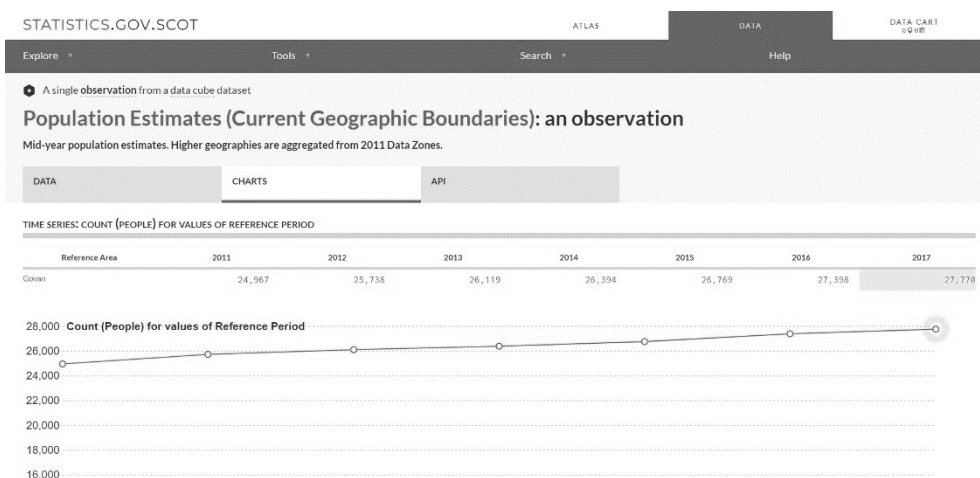 STATISTICS.GOV.SCOT
ATLAS
DATA
DATA CART
Explore
Tools
Search
Help
A single observation from a data cube dataset
Population Estimates (Current Geographic Boundaries): an observation
Mid-year population estimates. Higher geographies are aggregated from 2011 Data Zones.
DATA
CHARTS
API
TIME SERIES: COUNT (PEOPLE) FOR VALUES OF REFERENCE PERIOD
Reference Area 2011 2012 2013 2014 2015 2016 2017
Govan 24,967 25,738 26,119 26,394 26,769 27,398 27,770
28,000 Count (People) for values of Reference Period
26,000
24,000
22,000
20,000
18,000
16,000